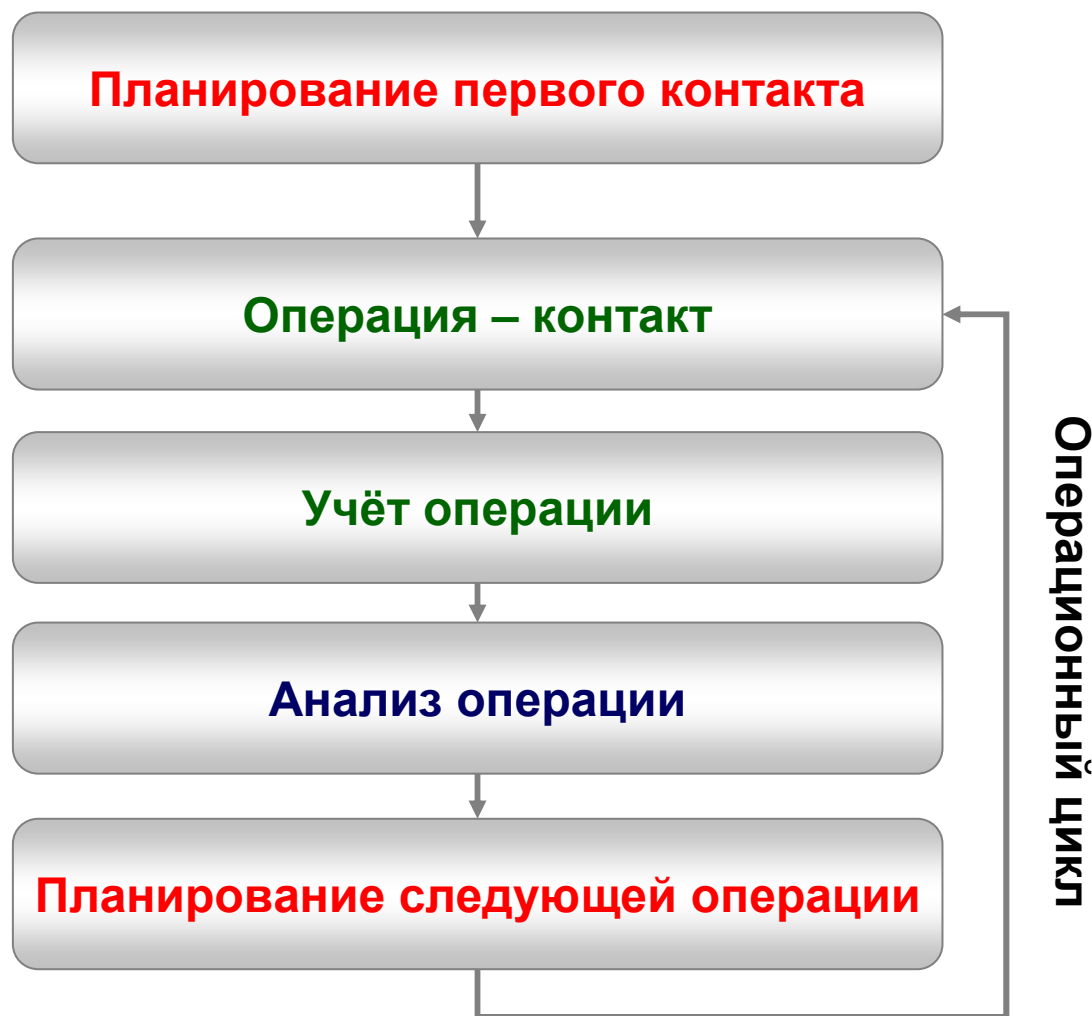 Планирование первого контакта
Операция – контакт
Учёт операции
Анализ операции
Планирование следующей операции
Операционный цикл